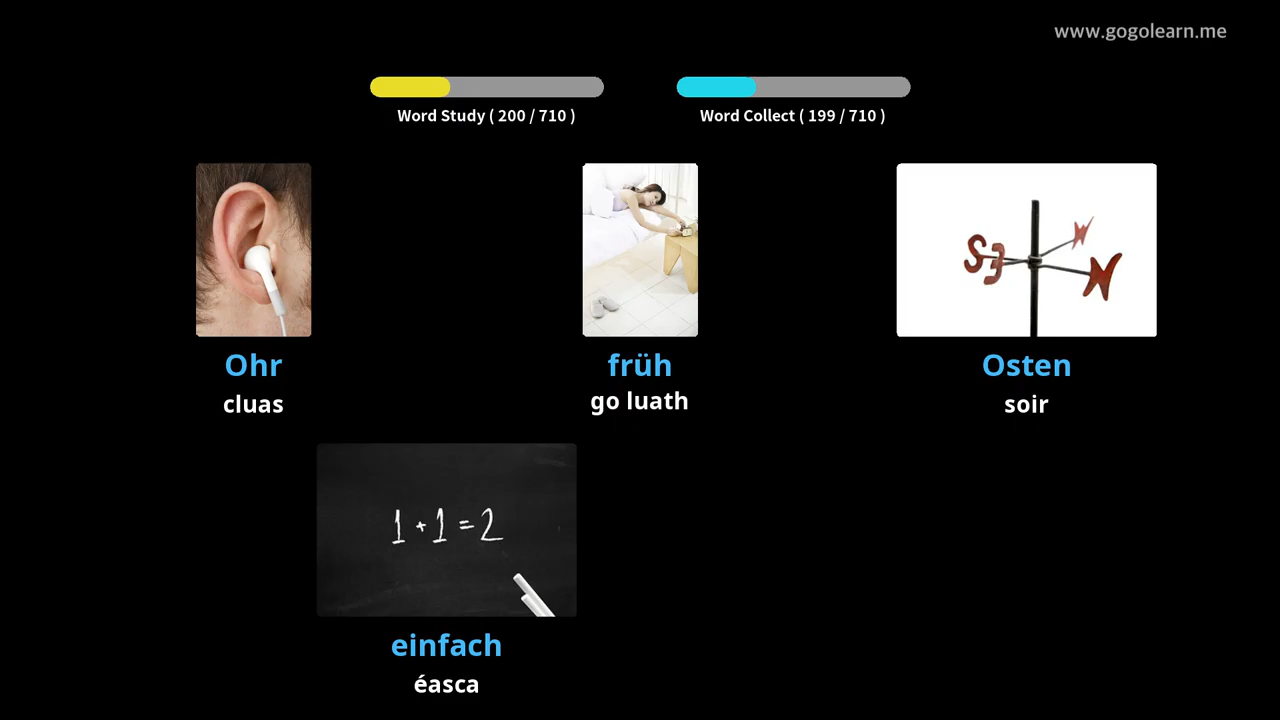 www.gogolearn.me
Word Study ( 200 / 710 )
Word Collect ( 199 / 710 )
Ohr
cluas
früh
go luath
S E N W
Osten
soir
1 + 1 = 2
einfach
éasca